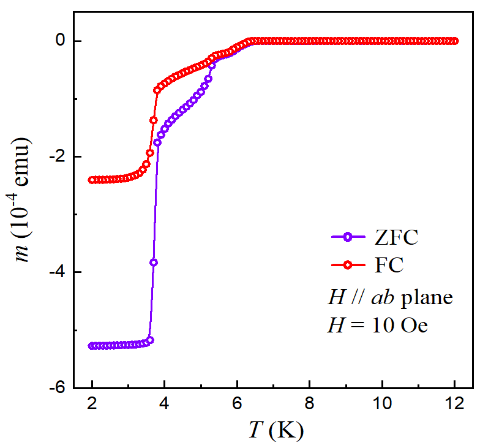 0
-2
-4
-6
m (10⁻⁴ emu)
ZFC
FC
H // ab plane
H = 10 Oe
2 4 6 8 10 12
T (K)